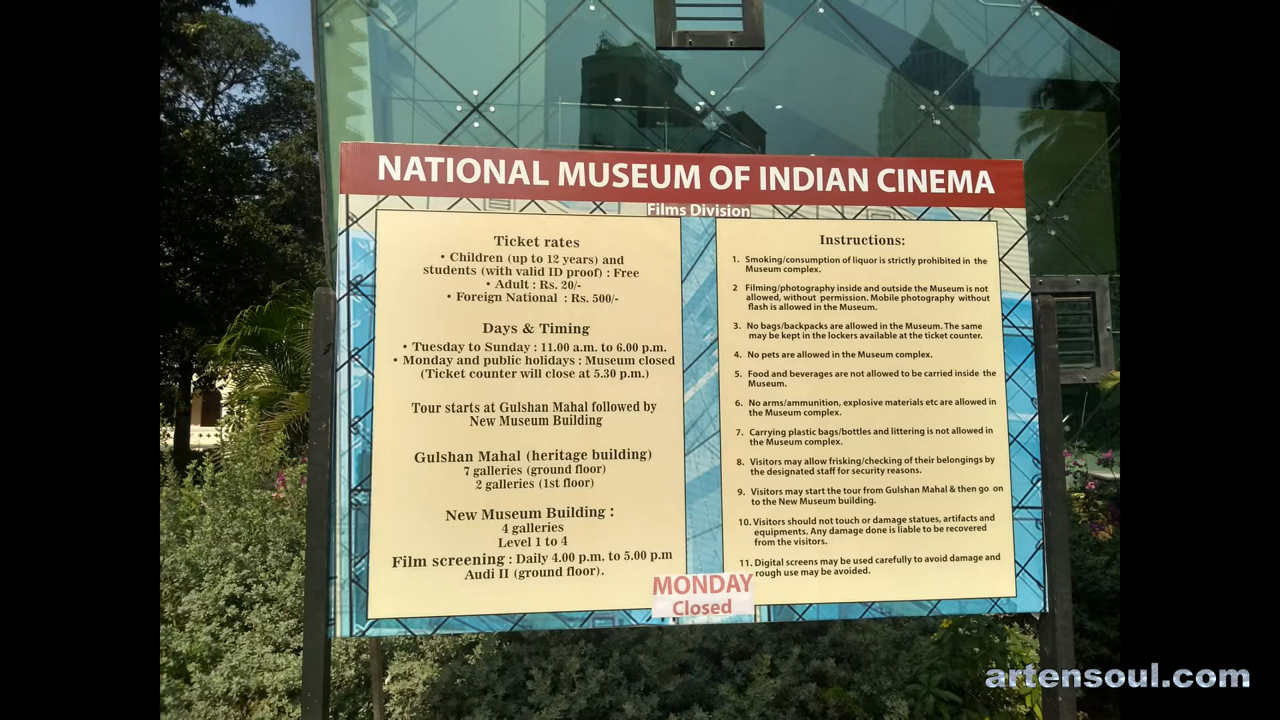 NATIONAL MUSEUM OF INDIAN CINEMA
Films Division
Ticket rates
• Children (up to 12 years) and
students (with valid ID proof) : Free
• Adult : Rs. 20/-
• Foreign National : Rs. 500/-
Days & Timing
• Tuesday to Sunday : 11.00 a.m. to 6.00 p.m.
• Monday and public holidays : Museum closed
(Ticket counter will close at 5.30 p.m.)
Tour starts at Gulshan Mahal followed by
New Museum Building
Gulshan Mahal (heritage building)
7 galleries (ground floor)
2 galleries (1st floor)
New Museum Building :
4 galleries
Level 1 to 4
Film screening : Daily 4.00 p.m. to 5.00 p.m
Audi II (ground floor).
Instructions:
1. Smoking/consumption of liquor is strictly prohibited in the
Museum complex.
2 Filming/photography inside and outside the Museum is not
allowed, without permission. Mobile photography without
flash is allowed in the Museum.
3. No bags/backpacks are allowed in the Museum. The same
may be kept in the lockers available at the ticket counter.
4. No pets are allowed in the Museum complex.
5. Food and beverages are not allowed to be carried inside the
Museum.
6. No arms/ammunition, explosive materials etc are allowed in
the Museum complex.
7. Carrying plastic bags/bottles and littering is not allowed in
the Museum complex.
8. Visitors may allow frisking/checking of their belongings by
the designated staff for security reasons.
9. Visitors may start the tour from Gulshan Mahal & then go on
to the New Museum building.
10. Visitors should not touch or damage statues, artifacts and
equipments. Any damage done is liable to be recovered
from the visitors.
11. Digital screens may be used carefully to avoid damage and
rough use may be avoided.
MONDAY
Closed
artensoul.com